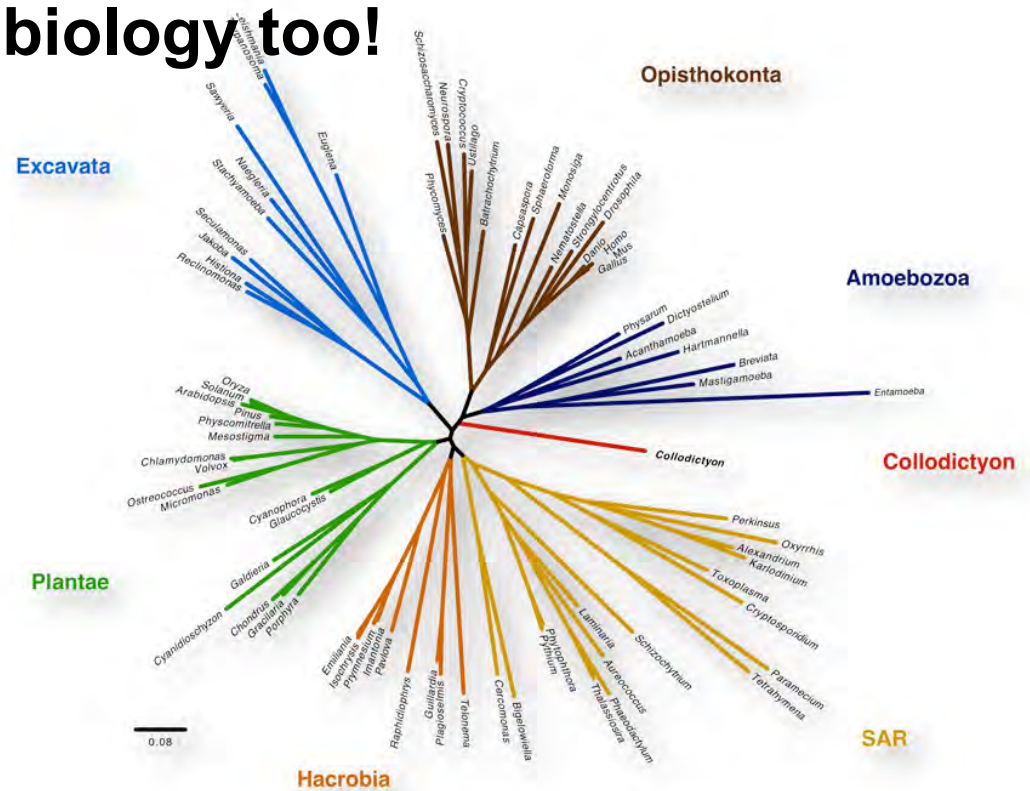 biology too!
Opisthokonta
Excavata
Amoebozoa
Collodictyon
Plantae
SAR
Hacrobia
Sawyeria
Euglena
Naegleria
Stachyamoeba
Seculamonas
Jakoba
Histiona
Reclinomonas
Schizosaccharomyces
Neurospora
Cryptococcus
Ustilago
Phycomyces
Batrachochytrium
Capsaspora
Sphaeroforma
Monosiga
Nematostella
Strongylocentrotus
Drosophila
Danio
Homo
Mus
Gallus
Physarum
Dictyostelium
Acanthamoeba
Hartmannella
Breviata
Mastigamoeba
Entamoeba
Collodictyon
Perkinsus
Oxyrrhis
Alexandrium
Karlodinium
Toxoplasma
Cryptospondium
Paramecium
Tetrahymena
Schizochytrium
Laminaria
Aureococcus
Phaeodactylum
Thalassiosira
Phytophthora
Pythium
Bigelowiella
Cercomonas
Telonema
Plagioselmis
Guillardia
Raphidiophrys
Pavlova
Imantonia
Prymnesium
Isochrysis
Emiliania
Porphyra
Gracilaria
Chondrus
Cyanidioschyzon
Galdieria
Glaucocystis
Cyanophora
Micromonas
Ostreococcus
Volvox
Chlamydomonas
Mesostigma
Physcomitrella
Pinus
Arabidopsis
Solanum
Oryza
0.08